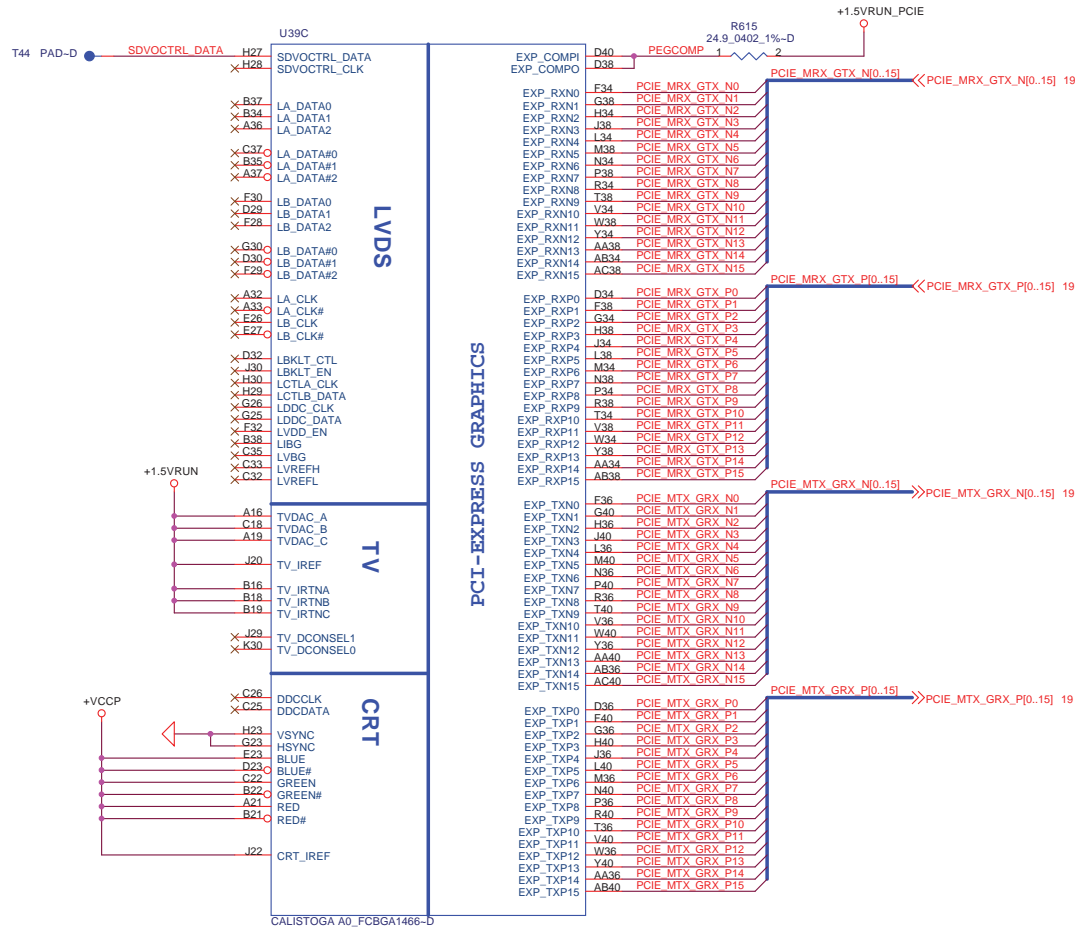 +1.5VRUN_PCIE
U39C
R615
24.9_0402_1%~D
T44 PAD~D SDVOCTRL_DATA H27 SDVOCTRL_DATA
H28 SDVOCTRL_CLK
B37 LA_DATA0
B34 LA_DATA1
A36 LA_DATA2
C37 LA_DATA#0
B35 LA_DATA#1
A37 LA_DATA#2
F30 LB_DATA0
D29 LB_DATA1
F28 LB_DATA2
G30 LB_DATA#0
D30 LB_DATA#1
F29 LB_DATA#2
A32 LA_CLK
A33 LA_CLK#
E26 LB_CLK
E27 LB_CLK#
D32 LBKLT_CTL
J30 LBKLT_EN
H30 LCTLA_CLK
H29 LCTLB_DATA
G26 LDDC_CLK
G25 LDDC_DATA
F32 LVDD_EN
B38 LIBG
C35 LVBG
C33 LVREFH
C32 LVREFL
LVDS
+1.5VRUN
A16 TVDAC_A
C18 TVDAC_B
A19 TVDAC_C
J20 TV_IREF
B16 TV_IRTNA
B18 TV_IRTNB
B19 TV_IRTNC
J29 TV_DCONSEL1
K30 TV_DCONSEL0
TV
+VCCP
C26 DDCCLK
C25 DDCDATA
H23 VSYNC
G23 HSYNC
E23 BLUE
D23 BLUE#
C22 GREEN
B22 GREEN#
A21 RED
B21 RED#
J22 CRT_IREF
CRT
PCI-EXPRESS GRAPHICS
EXP_COMPI D40 PEGCOMP 1 2
EXP_COMPO D38
EXP_RXN0 F34 PCIE_MRX_GTX_N0
EXP_RXN1 G38 PCIE_MRX_GTX_N1
EXP_RXN2 H34 PCIE_MRX_GTX_N2
EXP_RXN3 J38 PCIE_MRX_GTX_N3
EXP_RXN4 L34 PCIE_MRX_GTX_N4
EXP_RXN5 M38 PCIE_MRX_GTX_N5
EXP_RXN6 N34 PCIE_MRX_GTX_N6
EXP_RXN7 P38 PCIE_MRX_GTX_N7
EXP_RXN8 R34 PCIE_MRX_GTX_N8
EXP_RXN9 T38 PCIE_MRX_GTX_N9
EXP_RXN10 V34 PCIE_MRX_GTX_N10
EXP_RXN11 W38 PCIE_MRX_GTX_N11
EXP_RXN12 Y34 PCIE_MRX_GTX_N12
EXP_RXN13 AA38 PCIE_MRX_GTX_N13
EXP_RXN14 AB34 PCIE_MRX_GTX_N14
EXP_RXN15 AC38 PCIE_MRX_GTX_N15
PCIE_MRX_GTX_N[0..15] PCIE_MRX_GTX_N[0..15] 19
EXP_RXP0 D34 PCIE_MRX_GTX_P0
EXP_RXP1 F38 PCIE_MRX_GTX_P1
EXP_RXP2 G34 PCIE_MRX_GTX_P2
EXP_RXP3 H38 PCIE_MRX_GTX_P3
EXP_RXP4 J34 PCIE_MRX_GTX_P4
EXP_RXP5 L38 PCIE_MRX_GTX_P5
EXP_RXP6 M34 PCIE_MRX_GTX_P6
EXP_RXP7 N38 PCIE_MRX_GTX_P7
EXP_RXP8 P34 PCIE_MRX_GTX_P8
EXP_RXP9 R38 PCIE_MRX_GTX_P9
EXP_RXP10 T34 PCIE_MRX_GTX_P10
EXP_RXP11 V38 PCIE_MRX_GTX_P11
EXP_RXP12 W34 PCIE_MRX_GTX_P12
EXP_RXP13 Y38 PCIE_MRX_GTX_P13
EXP_RXP14 AA34 PCIE_MRX_GTX_P14
EXP_RXP15 AB38 PCIE_MRX_GTX_P15
PCIE_MRX_GTX_P[0..15] PCIE_MRX_GTX_P[0..15] 19
EXP_TXN0 F36 PCIE_MTX_GRX_N0
EXP_TXN1 G40 PCIE_MTX_GRX_N1
EXP_TXN2 H36 PCIE_MTX_GRX_N2
EXP_TXN3 J40 PCIE_MTX_GRX_N3
EXP_TXN4 L36 PCIE_MTX_GRX_N4
EXP_TXN5 M40 PCIE_MTX_GRX_N5
EXP_TXN6 N36 PCIE_MTX_GRX_N6
EXP_TXN7 P40 PCIE_MTX_GRX_N7
EXP_TXN8 R36 PCIE_MTX_GRX_N8
EXP_TXN9 T40 PCIE_MTX_GRX_N9
EXP_TXN10 V36 PCIE_MTX_GRX_N10
EXP_TXN11 W40 PCIE_MTX_GRX_N11
EXP_TXN12 Y36 PCIE_MTX_GRX_N12
EXP_TXN13 AA40 PCIE_MTX_GRX_N13
EXP_TXN14 AB36 PCIE_MTX_GRX_N14
EXP_TXN15 AC40 PCIE_MTX_GRX_N15
PCIE_MTX_GRX_N[0..15] PCIE_MTX_GRX_N[0..15] 19
EXP_TXP0 D36 PCIE_MTX_GRX_P0
EXP_TXP1 F40 PCIE_MTX_GRX_P1
EXP_TXP2 G36 PCIE_MTX_GRX_P2
EXP_TXP3 H40 PCIE_MTX_GRX_P3
EXP_TXP4 J36 PCIE_MTX_GRX_P4
EXP_TXP5 L40 PCIE_MTX_GRX_P5
EXP_TXP6 M36 PCIE_MTX_GRX_P6
EXP_TXP7 N40 PCIE_MTX_GRX_P7
EXP_TXP8 P36 PCIE_MTX_GRX_P8
EXP_TXP9 R40 PCIE_MTX_GRX_P9
EXP_TXP10 T36 PCIE_MTX_GRX_P10
EXP_TXP11 V40 PCIE_MTX_GRX_P11
EXP_TXP12 W36 PCIE_MTX_GRX_P12
EXP_TXP13 Y40 PCIE_MTX_GRX_P13
EXP_TXP14 AA36 PCIE_MTX_GRX_P14
EXP_TXP15 AB40 PCIE_MTX_GRX_P15
PCIE_MTX_GRX_P[0..15] PCIE_MTX_GRX_P[0..15] 19
CALISTOGA A0_FCBGA1466~D